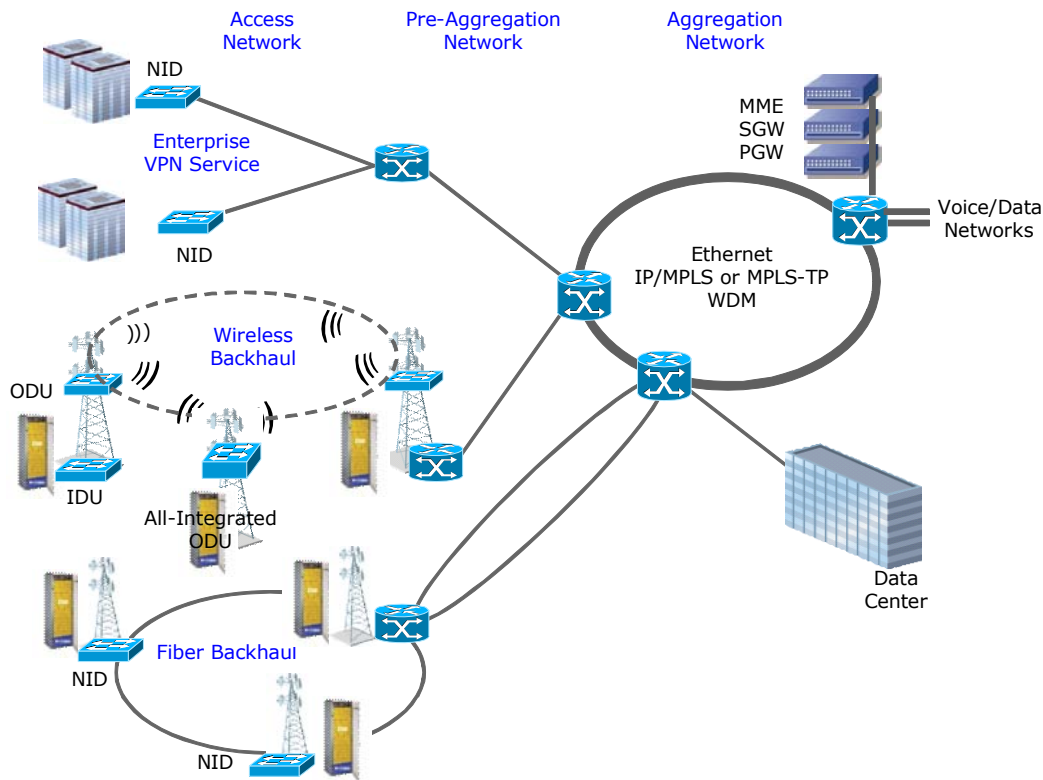 Access
Network
Pre-Aggregation
Network
Aggregation
Network
NID
MME
SGW
PGW
Enterprise
VPN Service
NID
Voice/Data
Networks
Ethernet
IP/MPLS or MPLS-TP
WDM
Wireless
Backhaul
ODU
IDU
All-Integrated
ODU
Data
Center
Fiber Backhaul
NID
NID